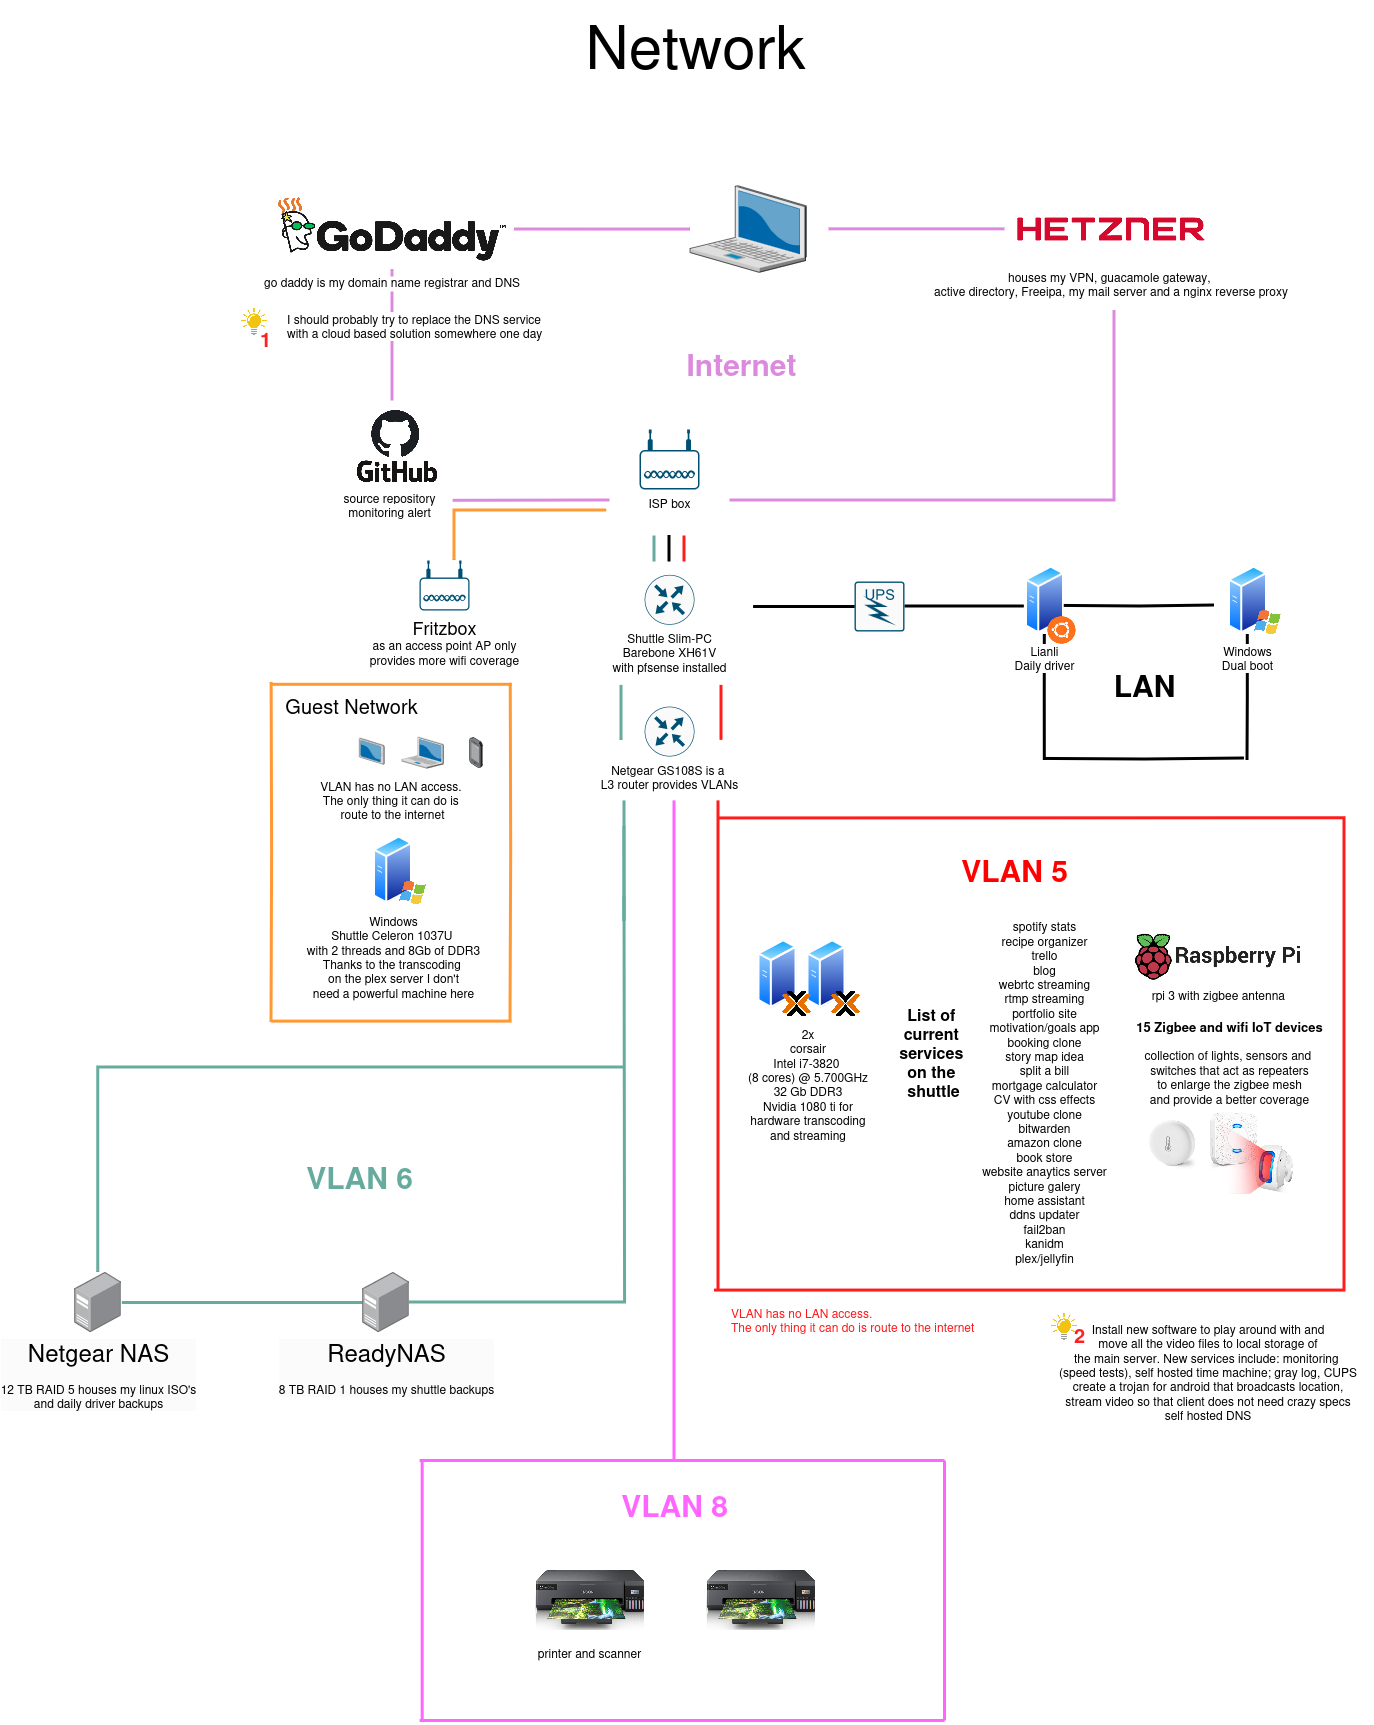 Network
GoDaddy™
go daddy is my domain name registrar and DNS
1
I should probably try to replace the DNS service
with a cloud based solution somewhere one day
HETZNER
houses my VPN, guacamole gateway,
active directory, Freeipa, my mail server and a nginx reverse proxy
Internet
GitHub
source repository
monitoring alert
ISP box
Fritzbox
as an access point AP only
provides more wifi coverage
Shuttle Slim-PC
Barebone XH61V
with pfsense installed
UPS
Lianli
Daily driver
Windows
Dual boot
LAN
Guest Network
VLAN has no LAN access.
The only thing it can do is
route to the internet
Windows
Shuttle Celeron 1037U
with 2 threads and 8Gb of DDR3
Thanks to the transcoding
on the plex server I don't
need a powerful machine here
Netgear GS108S is a
L3 router provides VLANs
VLAN 5
2x
corsair
Intel i7-3820
(8 cores) @ 5.700GHz
32 Gb DDR3
Nvidia 1080 ti for
hardware transcoding
and streaming
List of
current
services
on the
shuttle
spotify stats
recipe organizer
trello
blog
webrtc streaming
rtmp streaming
portfolio site
motivation/goals app
booking clone
story map idea
split a bill
mortgage calculator
CV with css effects
youtube clone
bitwarden
amazon clone
book store
website anaytics server
picture galery
home assistant
ddns updater
fail2ban
kanidm
plex/jellyfin
Raspberry Pi
rpi 3 with zigbee antenna
15 Zigbee and wifi IoT devices
collection of lights, sensors and
switches that act as repeaters
to enlarge the zigbee mesh
and provide a better coverage
VLAN has no LAN access.
The only thing it can do is route to the internet
2
Install new software to play around with and
move all the video files to local storage of
the main server. New services include: monitoring
(speed tests), self hosted time machine; gray log, CUPS
create a trojan for android that broadcasts location,
stream video so that client does not need crazy specs
self hosted DNS
VLAN 6
Netgear NAS
12 TB RAID 5 houses my linux ISO's
and daily driver backups
ReadyNAS
8 TB RAID 1 houses my shuttle backups
VLAN 8
printer and scanner